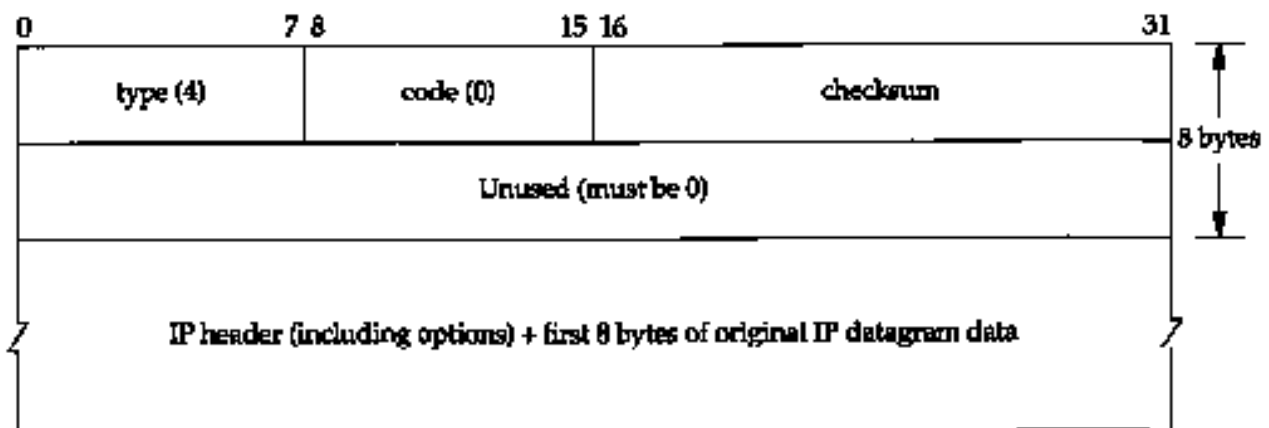 0 7 8 15 16 31
type (4) code (0) checksum
8 bytes
Unused (must be 0)
IP header (including options) + first 8 bytes of original IP datagram data